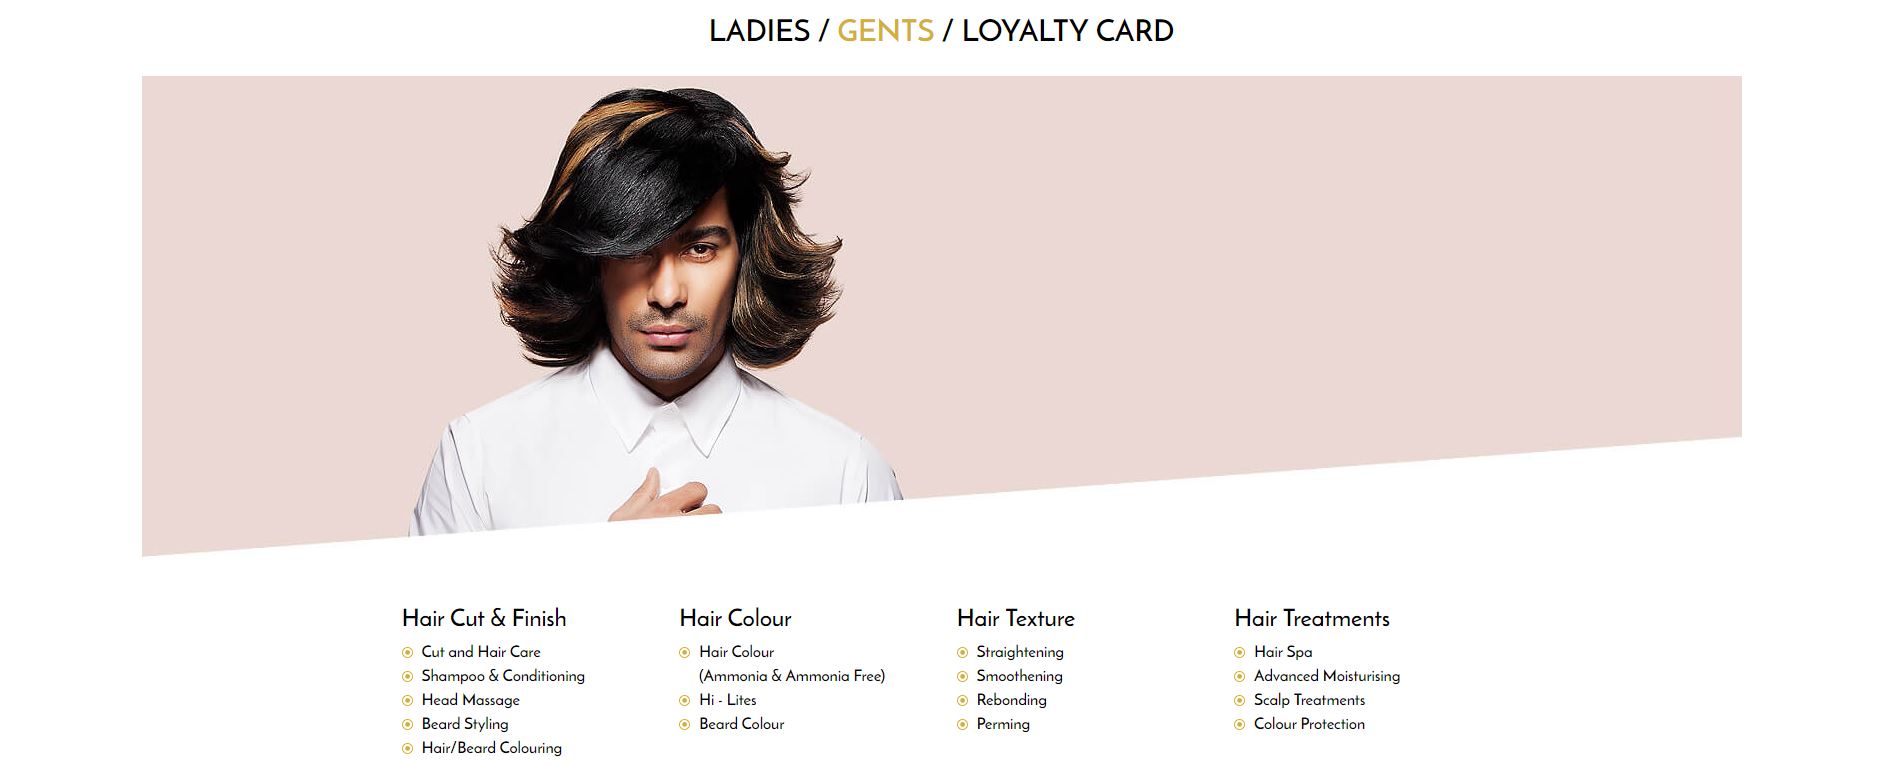 LADIES / GENTS / LOYALTY CARD
Hair Cut & Finish
Cut and Hair Care
Shampoo & Conditioning
Head Massage
Beard Styling
Hair/Beard Colouring
Hair Colour
Hair Colour
(Ammonia & Ammonia Free)
Hi - Lites
Beard Colour
Hair Texture
Straightening
Smoothening
Rebonding
Perming
Hair Treatments
Hair Spa
Advanced Moisturising
Scalp Treatments
Colour Protection